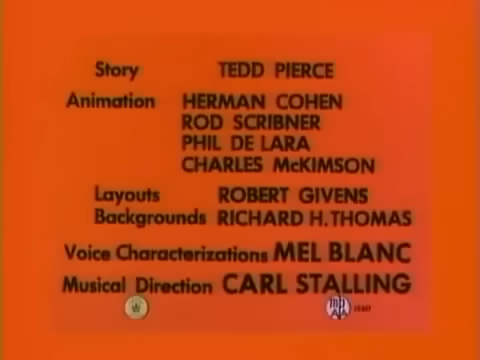 Story TEDD PIERCE
Animation HERMAN COHEN
ROD SCRIBNER
PHIL DE LARA
CHARLES McKIMSON
Layouts ROBERT GIVENS
Backgrounds RICHARD H. THOMAS
Voice Characterizations MEL BLANC
Musical Direction CARL STALLING